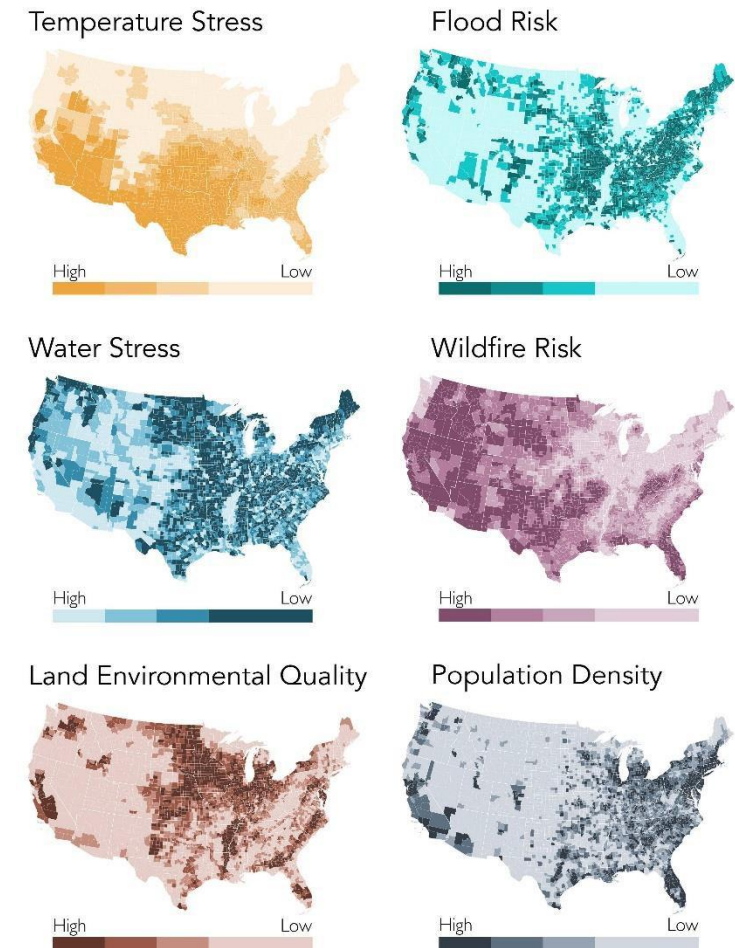 Temperature Stress
Flood Risk
High Low
High Low
Water Stress
Wildfire Risk
High Low
High Low
Land Environmental Quality
Population Density
High Low
High Low